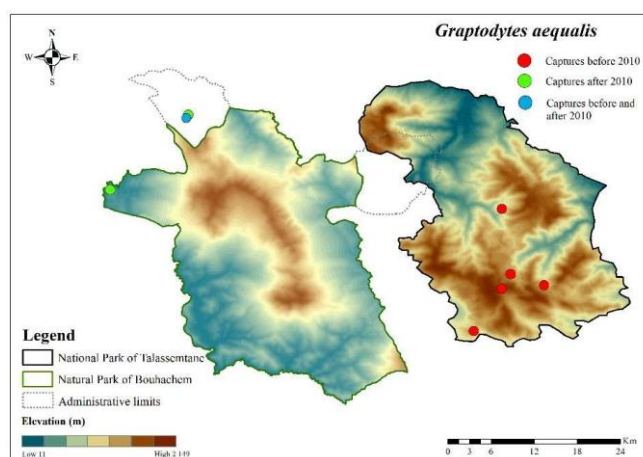 Graptodytes aequalis
N
W E
S
Captures before 2010
Captures after 2010
Captures before and
after 2010
Legend
National Park of Talassemtane
Natural Park of Bouhachem
Administrative limits
Elevation (m)
Low 11 High 2 149
Km
0 3 6 12 18 24